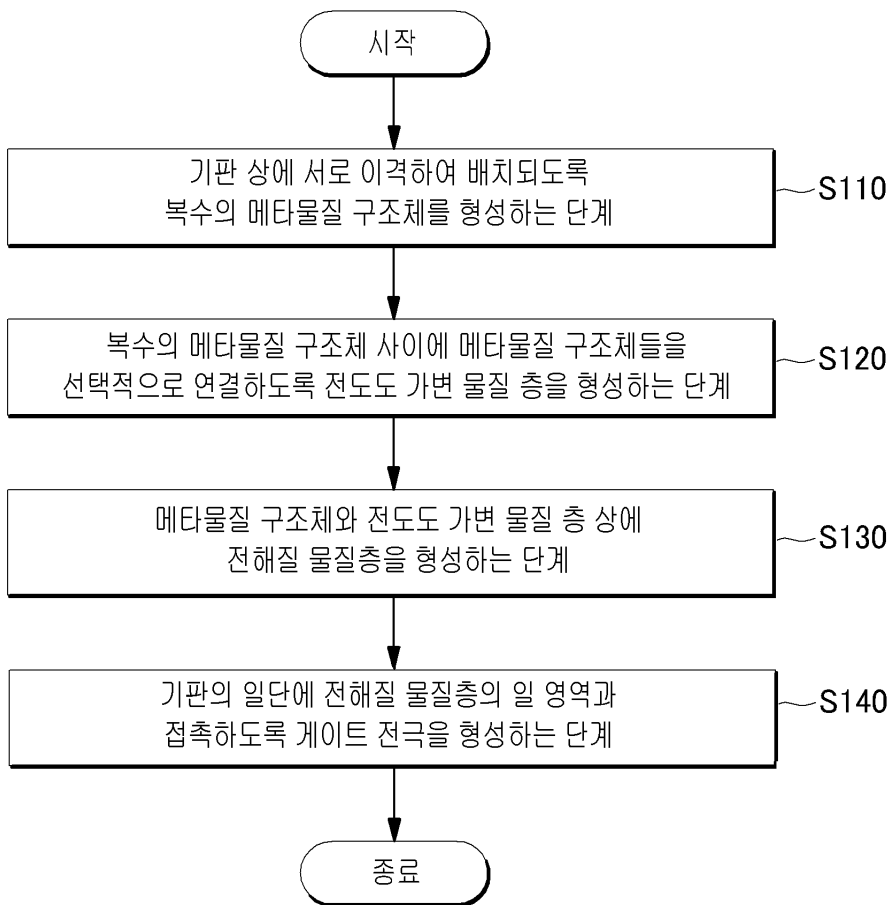 시작
기판 상에 서로 이격하여 배치되도록
복수의 메타물질 구조체를 형성하는 단계
S110
복수의 메타물질 구조체 사이에 메타물질 구조체들을
선택적으로 연결하도록 전도도 가변 물질 층을 형성하는 단계
S120
메타물질 구조체와 전도도 가변 물질 층 상에
전해질 물질층을 형성하는 단계
S130
기판의 일단에 전해질 물질층의 일 영역과
접촉하도록 게이트 전극을 형성하는 단계
S140
종료